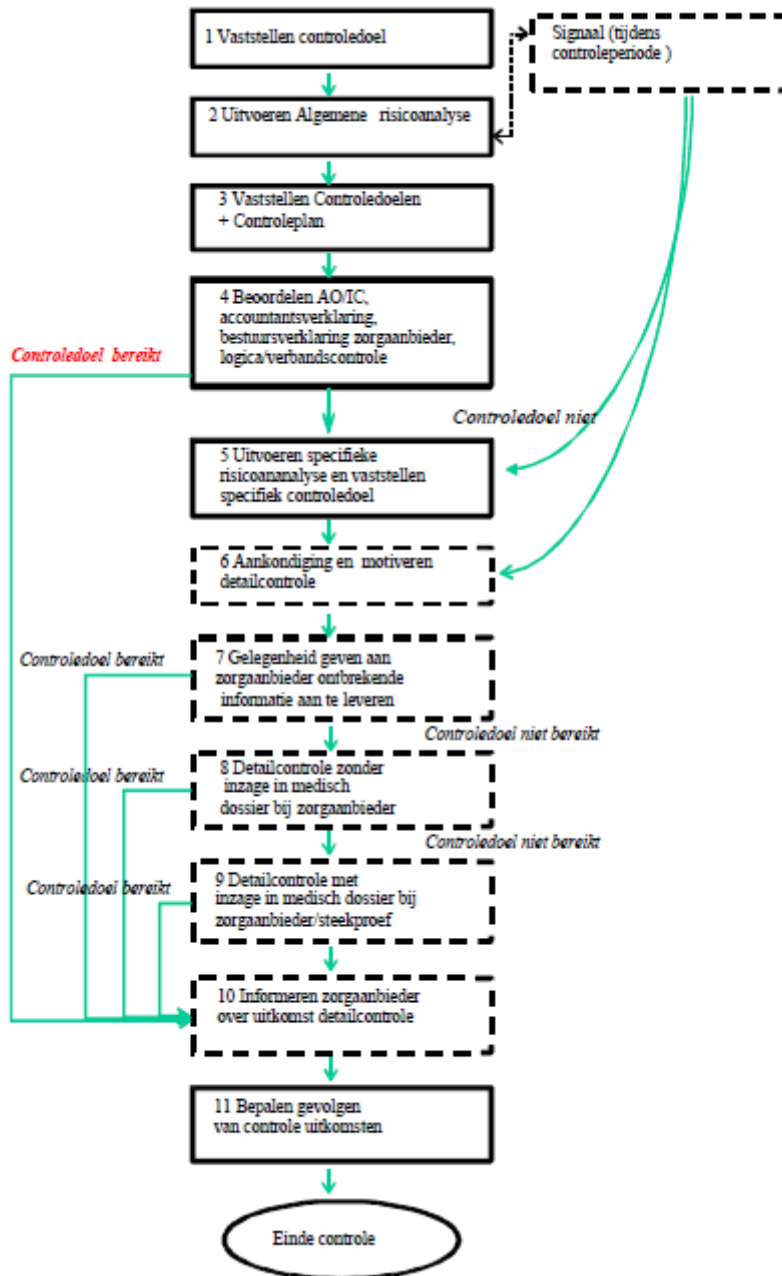 1 Vaststellen controledoel
Signaal (tijdens
controleperiode )
2 Uitvoeren Algemene risicoanalyse
3 Vaststellen Controledoelen
+ Controleplan
4 Beoordelen AO/IC,
accountantsverklaring,
bestuursverklaring zorgaanbieder,
logica/verbandscontrole
Controledoel bereikt
Controledoel niet
5 Uitvoeren specifieke
risicoananalyse en vaststellen
specifiek controledoel
6 Aankondiging en motiveren
detailcontrole
Controledoel bereikt
7 Gelegenheid geven aan
zorgaanbieder ontbrekende
informatie aan te leveren
Controledoel niet bereikt
Controledoel bereikt
8 Detailcontrole zonder
inzage in medisch
dossier bij zorgaanbieder
Controledoel niet bereikt
Controledoel bereikt
9 Detailcontrole met
inzage in medisch dossier bij
zorgaanbieder/steekproef
10 Informeren zorgaanbieder
over uitkomst detailcontrole
11 Bepalen gevolgen
van controle uitkomsten
Einde controle